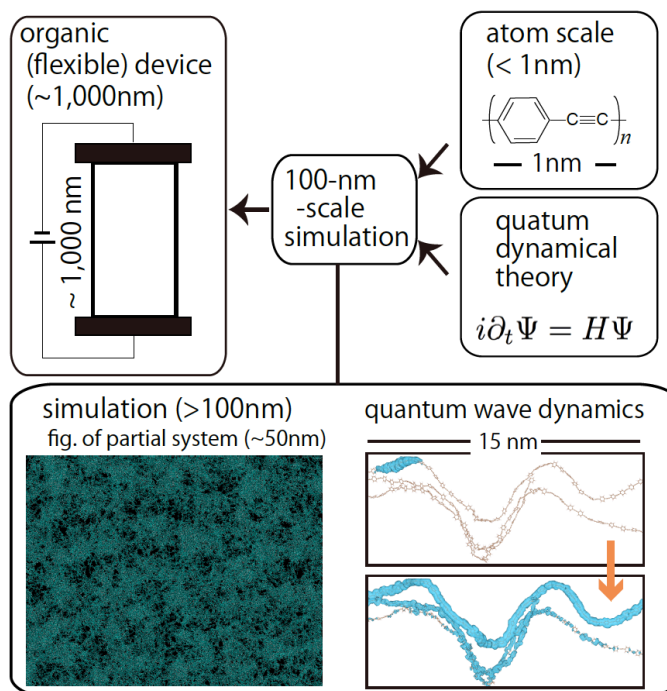 organic
(flexible) device
(~1,000nm)
~ 1,000 nm
100-nm
-scale
simulation
atom scale
(< 1nm)
C≡C
n
1nm
quatum
dynamical
theory
i∂tΨ = HΨ
simulation (>100nm)
fig. of partial system (~50nm)
quantum wave dynamics
15 nm